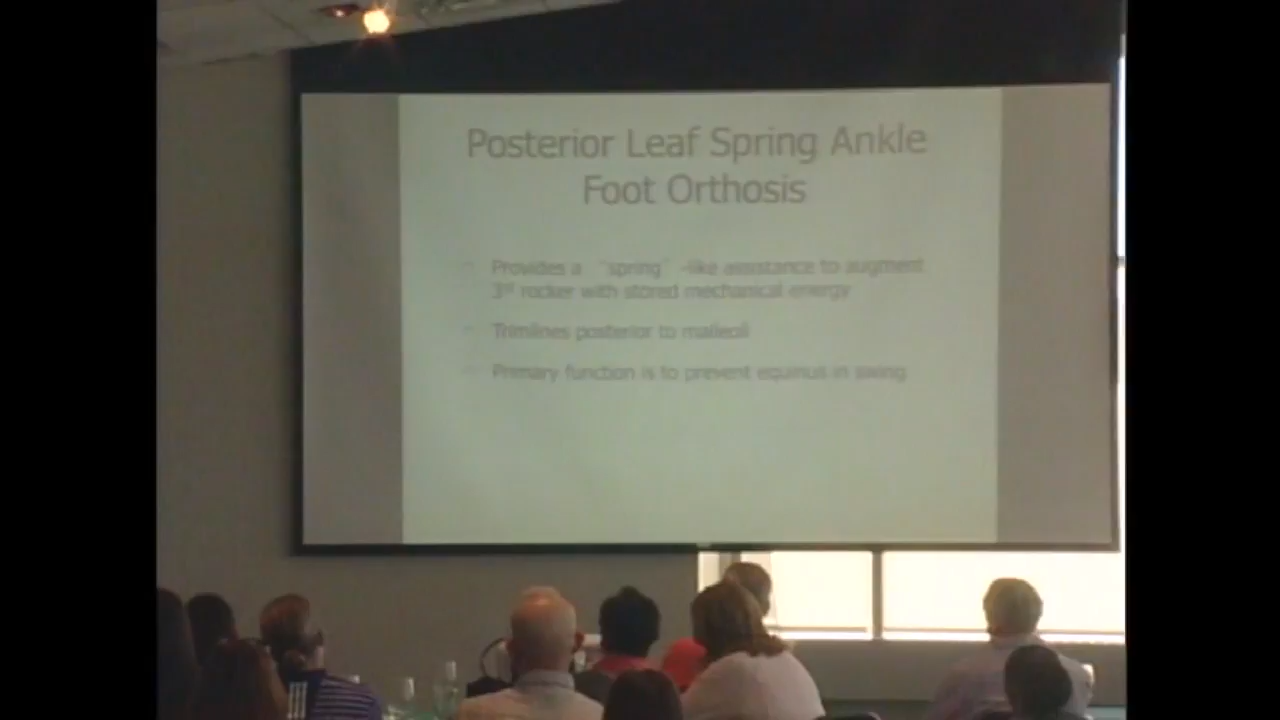 Posterior Leaf Spring Ankle
Foot Orthosis
Provides a "spring" -like assistance to augment
3rd rocker with stored mechanical energy
Trimlines posterior to malleoli
Primary function is to prevent equinus in swing